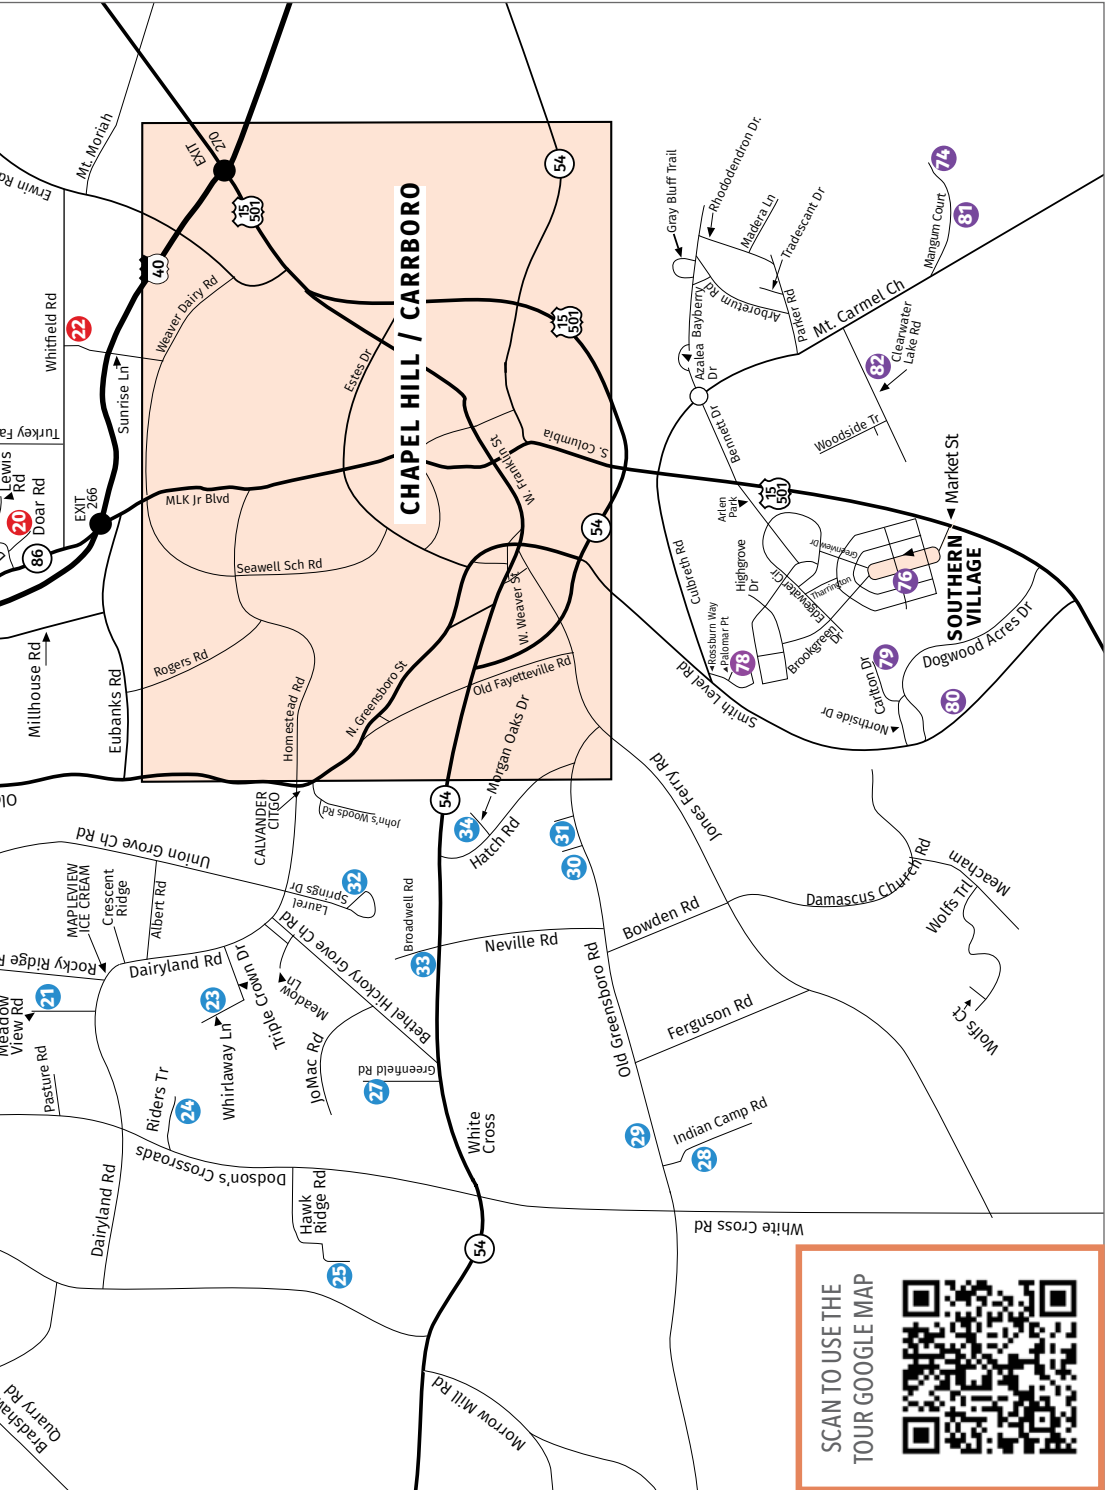 Erwin Rd
Mt. Moriah
EXIT
270
15
501
40
Weaver Dairy Rd
Whitfield Rd
22
Sunrise Ln
Turkey Fa
Lewis
Rd
20
Doar Rd
EXIT
266
86
MLK Jr Blvd
Seawell Sch Rd
Estes Dr
CHAPEL HILL / CARRBORO
54
15
501
W. Franklin St
S. Columbia
54
W. Weaver St
Old Fayetteville Rd
N. Greensboro St
Homestead Rd
Rogers Rd
Eubanks Rd
Millhouse Rd
Gray Bluff Trail
Rhododendron Dr.
Madera Ln
Tradescant Dr
Arboretum Rd
Parker Rd
Bayberry
Azalea
Dr
Mt. Carmel Ch
Mangum Court
74
81
82
Clearwater
Lake Rd
Woodside Tr
Bennett Dr
Arlen
Park
15
501
Market St
SOUTHERN
VILLAGE
76
Greenview Dr
Tharrington
Edgewater Cir
Highgrove
Dr
Culbreth Rd
Rossburn Way
Palomar Pt
78
Brookgreen
Dr
Smith Level Rd
79
Carlton Dr
Dogwood Acres Dr
80
Northside Dr
Ol
CALVANDER
CITGO
John's Woods Rd
54
34
Morgan Oaks Dr
Hatch Rd
31
30
Jones Ferry Rd
Union Grove Ch Rd
MAPLEVIEW
ICE CREAM
Crescent
Ridge
Albert Rd
Laurel
Springs Dr
32
Broadwell Rd
33
Neville Rd
Bowden Rd
Damascus Church Rd
Meacham
Wolfs Trl
Wolfs Ct
Rocky Ridge R
Dairyland Rd
Meadow
View Rd
21
23
Triple Crown Dr
Meadow
Ln
Bethel Hickory Grove Ch Rd
Whirlaway Ln
JoMac Rd
Greenfield Rd
27
Old Greensboro Rd
Ferguson Rd
Pasture Rd
Riders Tr
24
White
Cross
29
Indian Camp Rd
28
Dairyland Rd
Dodson's Crossroads
Hawk
Ridge Rd
25
54
White Cross Rd
Morrow Mill Rd
Quarry Rd
Bradshaw
SCAN TO USE THE
TOUR GOOGLE MAP